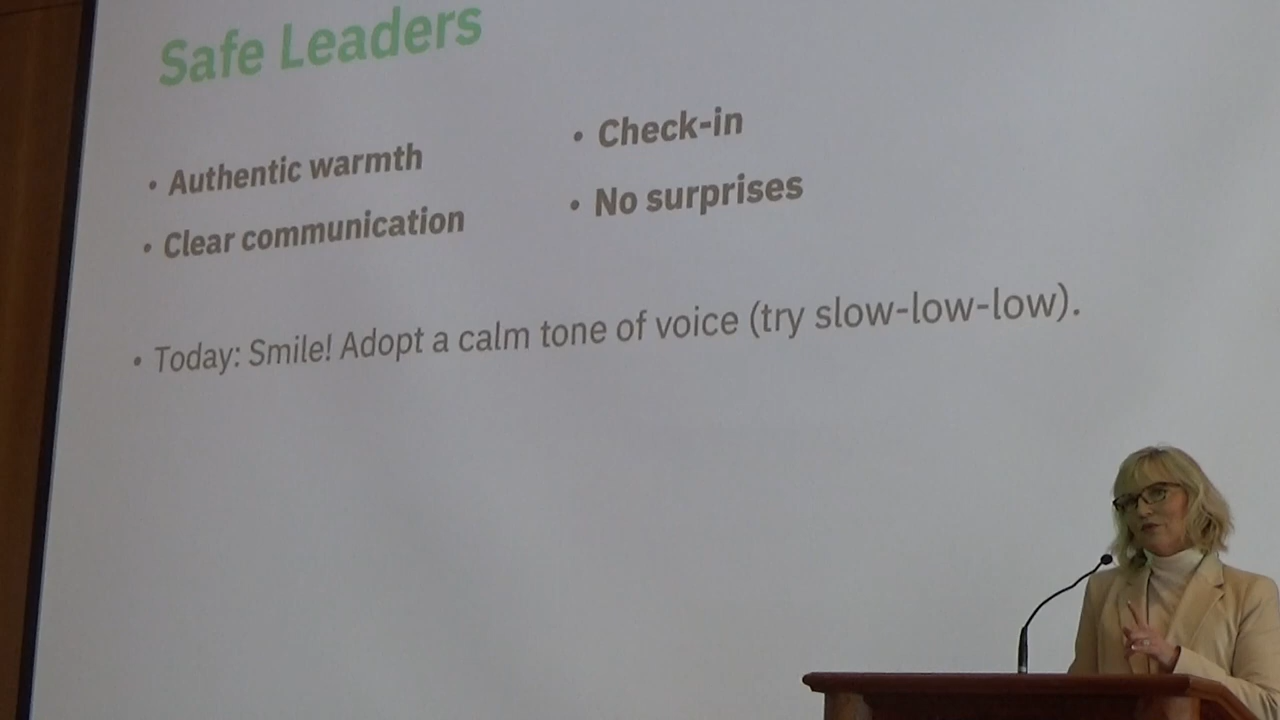 Safe Leaders
• Authentic warmth
• Clear communication
• Check-in
• No surprises
• Today: Smile! Adopt a calm tone of voice (try slow-low-low).